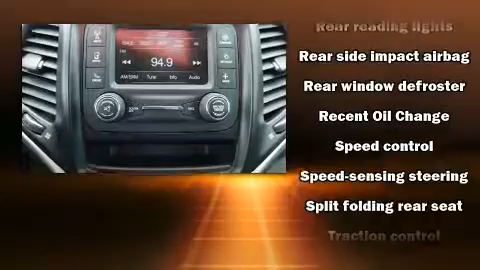 94.9
AM/FM Tune Info Audio
Rear reading lights
Rear side impact airbag
Rear window defroster
Recent Oil Change
Speed control
Speed-sensing steering
Split folding rear seat
Traction control